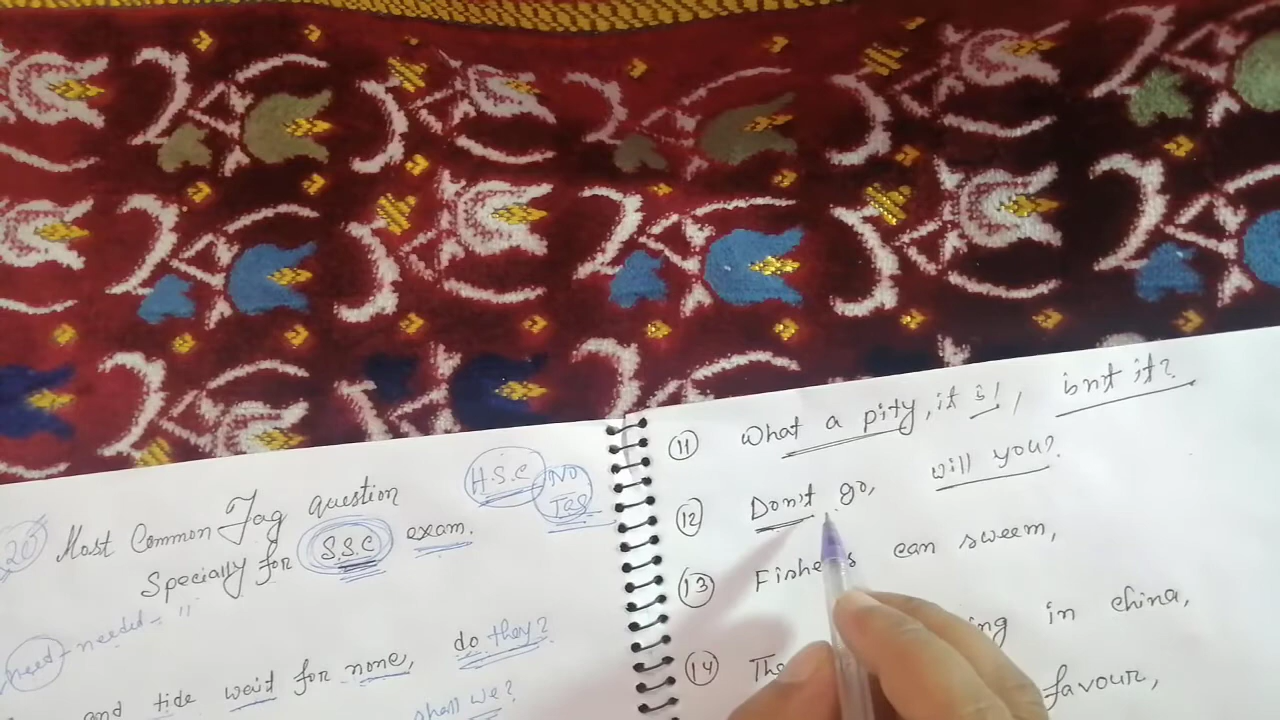 20
Most Common Tag question
Specially for S.S.C exam.
H.S.C
No
Tag
need - needed - "
and tide wait for none, do they?
shall we?
11 What a pity, it is!, isn't it?
12 Don't go, will you?
13 Fishes can sweem,
14 in china,
favour,